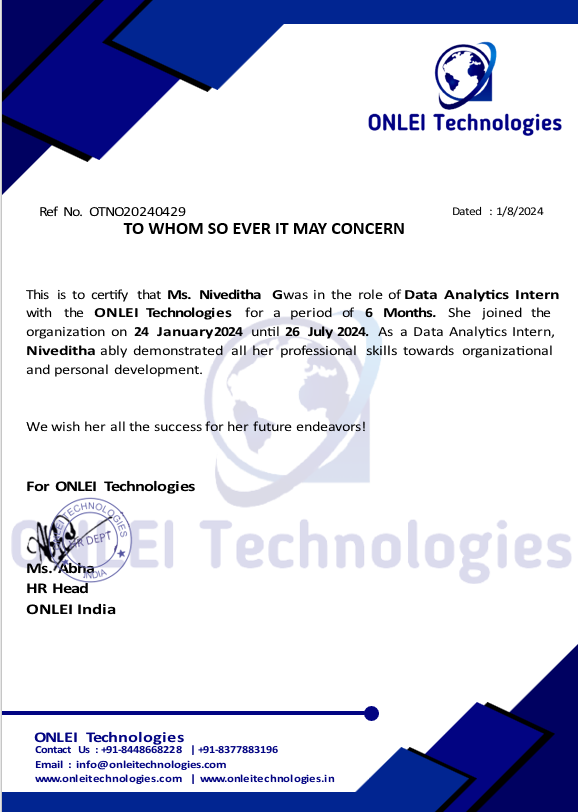 ONLEI Technologies
Ref No. OTNO20240429
Dated : 1/8/2024
TO WHOM SO EVER IT MAY CONCERN
This is to certify that Ms. Niveditha Gwas in the role of Data Analytics Intern
with the ONLEI Technologies for a period of 6 Months. She joined the
organization on 24 January2024 until 26 July 2024. As a Data Analytics Intern,
Niveditha ably demonstrated all her professional skills towards organizational
and personal development.
We wish her all the success for her future endeavors!
For ONLEI Technologies
ONLEI Technologies
ONLEI TECHNOLOGIES
HR DEPT
INDIA
Ms. Abha
HR Head
ONLEI India
ONLEI Technologies
Contact Us : +91-8448668228 | +91-8377883196
Email : info@onleitechnologies.com
www.onleitechnologies.com | www.onleitechnologies.in